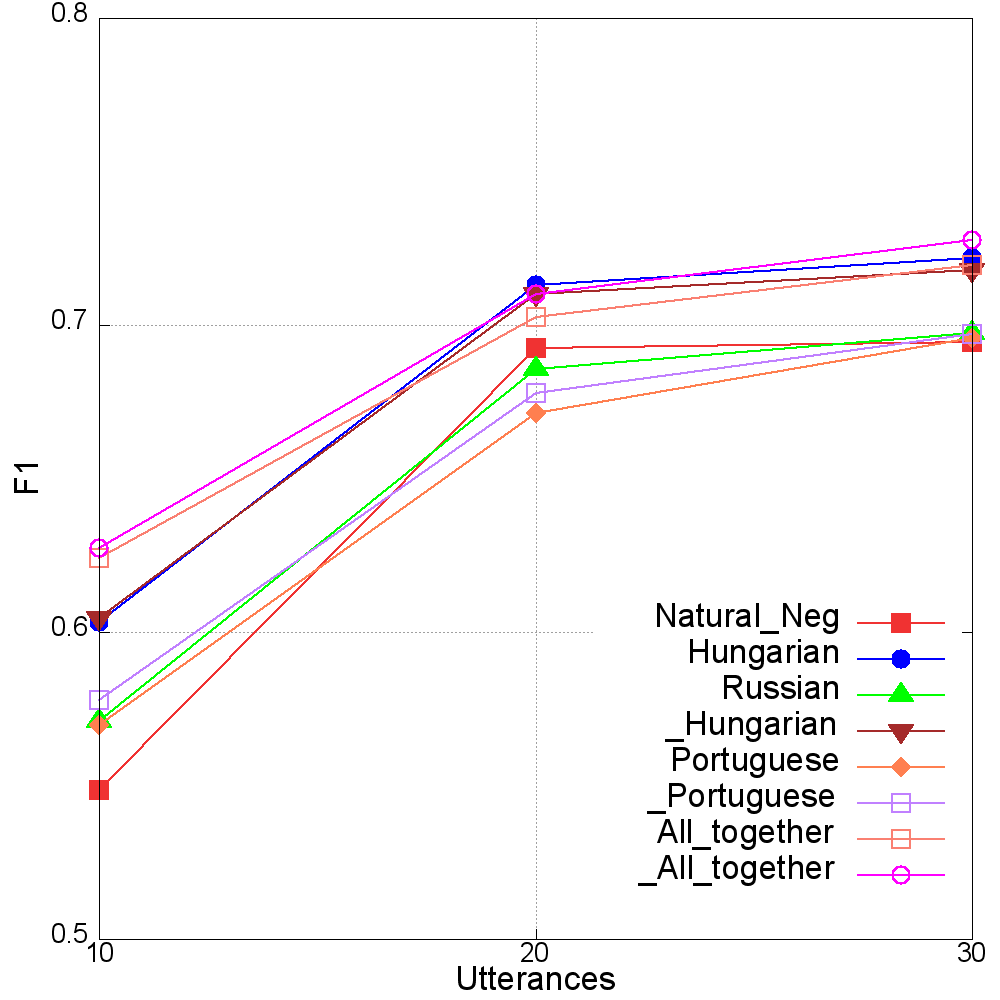 0.8
0.7
0.6
0.5
F1
10
20
30
Utterances
Natural_Neg
Hungarian
Russian
_Hungarian
Portuguese
_Portuguese
All_together
_All_together